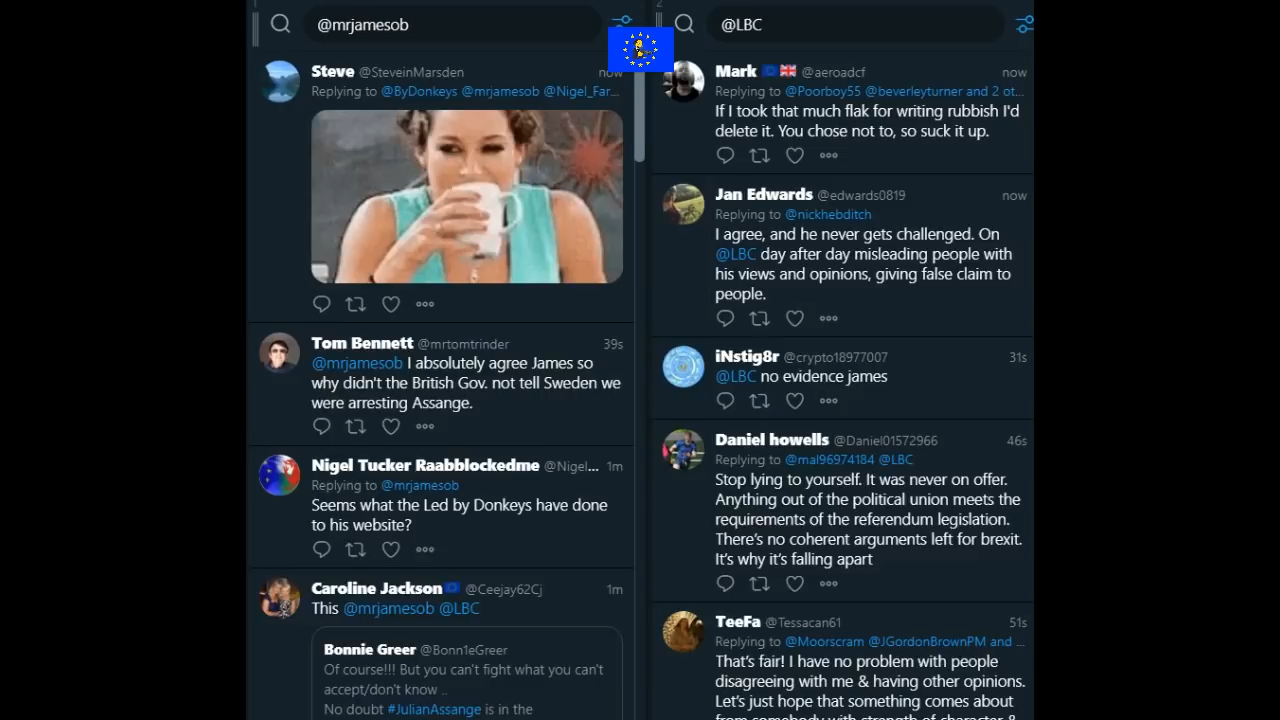 @mrjamesob
Steve @SteveinMarsden now
Replying to @ByDonkeys @mrjamesob @Nigel_Far...
Tom Bennett @mrtomtrinder 39s
@mrjamesob I absolutely agree James so
why didn't the British Gov. not tell Sweden we
were arresting Assange.
Nigel Tucker Raabblockedme @Nigel... 1m
Replying to @mrjamesob
Seems what the Led by Donkeys have done
to his website?
Caroline Jackson @Ceejay62Cj 1m
This @mrjamesob @LBC
Bonnie Greer @Bonn1eGreer
Of course!!! But you can't fight what you can't
accept/don't know ..
No doubt #JulianAssange is in the
@LBC
Mark @aeroadcf now
Replying to @Poorboy55 @beverleyturner and 2 ot...
If I took that much flak for writing rubbish I'd
delete it. You chose not to, so suck it up.
Jan Edwards @edwards0819 now
Replying to @nickhebditch
I agree, and he never gets challenged. On
@LBC day after day misleading people with
his views and opinions, giving false claim to
people.
iNstig8r @crypto18977007 31s
@LBC no evidence james
Daniel howells @Daniel01572966 46s
Replying to @mal96974184 @LBC
Stop lying to yourself. It was never on offer.
Anything out of the political union meets the
requirements of the referendum legislation.
There's no coherent arguments left for brexit.
It's why it's falling apart
TeeFa @Tessacan61 51s
Replying to @Moorscram @JGordonBrownPM and ...
That's fair! I have no problem with people
disagreeing with me & having other opinions.
Let's just hope that something comes about
from somebody with strength of character &